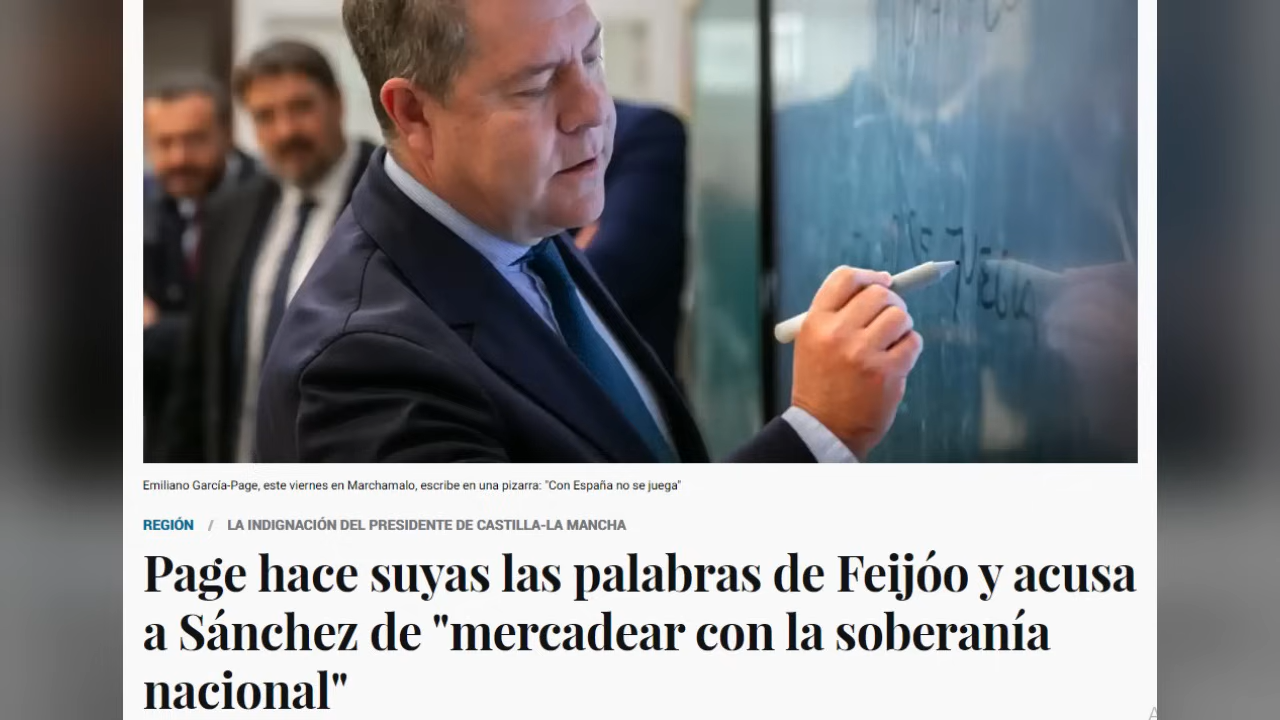 JUEGA
Emiliano García-Page, este viernes en Marchamalo, escribe en una pizarra: "Con España no se juega"
REGIÓN / LA INDIGNACIÓN DEL PRESIDENTE DE CASTILLA-LA MANCHA
Page hace suyas las palabras de Feijóo y acusa
a Sánchez de "mercadear con la soberanía
nacional"